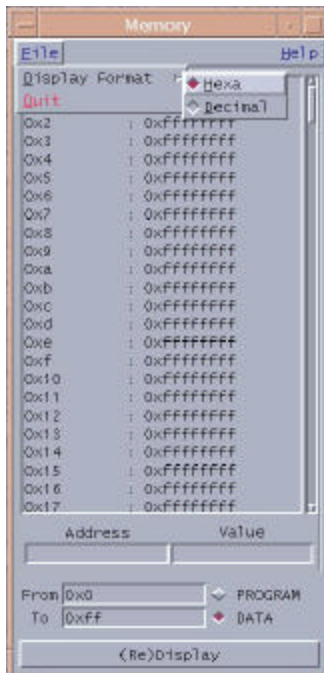 Memory
File Help
Display Format Hexa
Quit Decimal
0x2 : 0xffffffff
0x3 : 0xffffffff
0x4 : 0xffffffff
0x5 : 0xffffffff
0x6 : 0xffffffff
0x7 : 0xffffffff
0x8 : 0xffffffff
0x9 : 0xffffffff
0xa : 0xffffffff
0xb : 0xffffffff
0xc : 0xffffffff
0xd : 0xffffffff
0xe : 0xffffffff
0xf : 0xffffffff
0x10 : 0xffffffff
0x11 : 0xffffffff
0x12 : 0xffffffff
0x13 : 0xffffffff
0x14 : 0xffffffff
0x15 : 0xffffffff
0x16 : 0xffffffff
0x17 : 0xffffffff
Address Value
From 0x0 PROGRAM
To 0xff DATA
(Re)Display